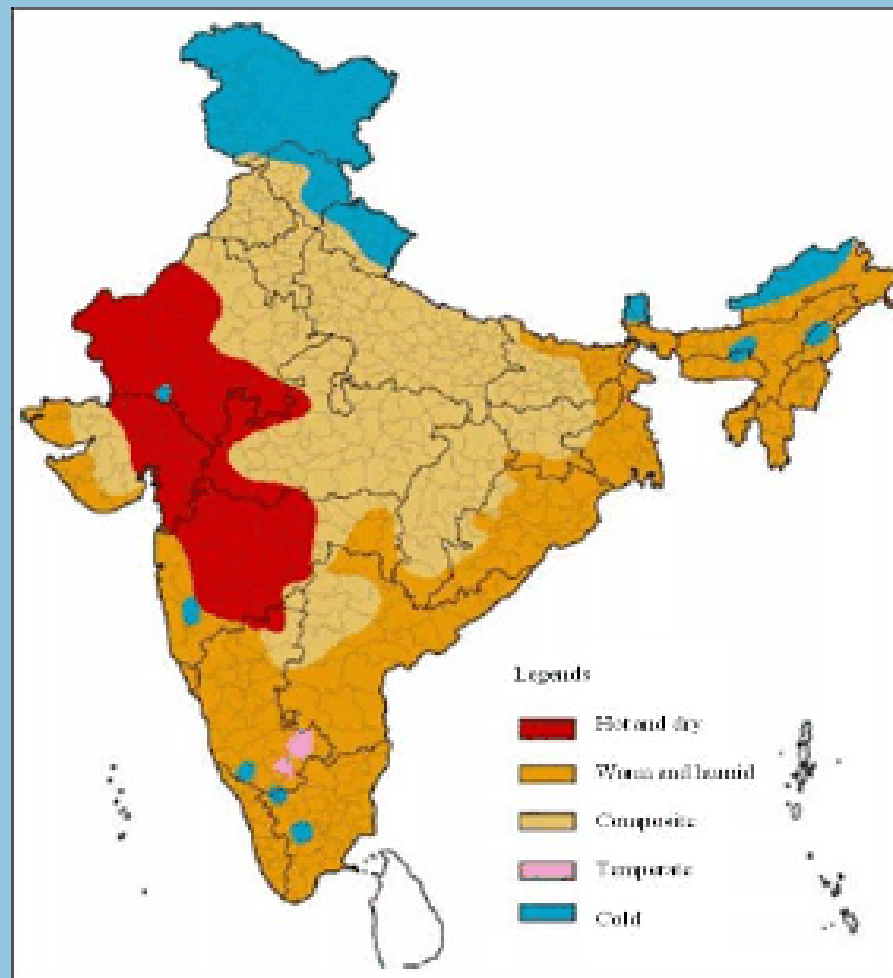 Legends
Hot and dry
Warm and humid
Composite
Temperate
Cold